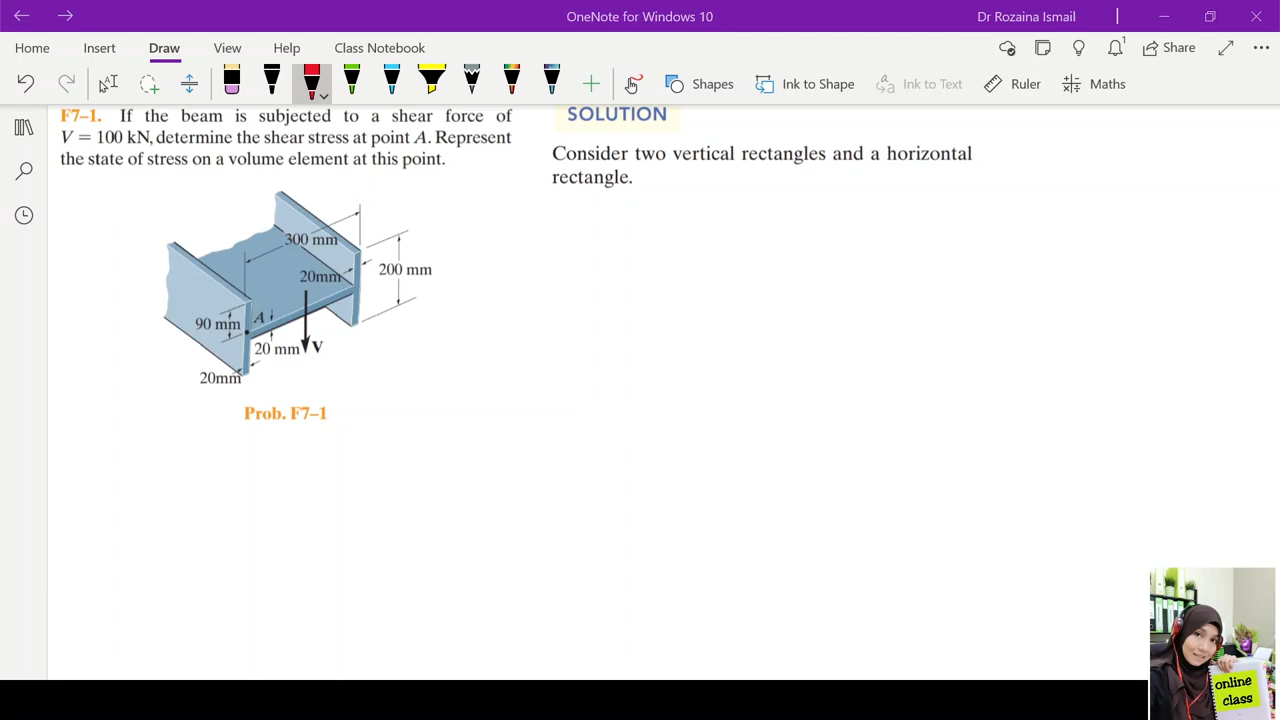 OneNote for Windows 10
Dr Rozaina Ismail
Home Insert Draw View Help Class Notebook
1
Share
Shapes
Ink to Shape
Ink to Text
Ruler
Maths
F7–1. If the beam is subjected to a shear force of
V = 100 kN, determine the shear stress at point A. Represent
the state of stress on a volume element at this point.
300 mm
20mm
200 mm
90 mm
A
20 mm
V
20mm
Prob. F7–1
SOLUTION
Consider two vertical rectangles and a horizontal
rectangle.
online
class